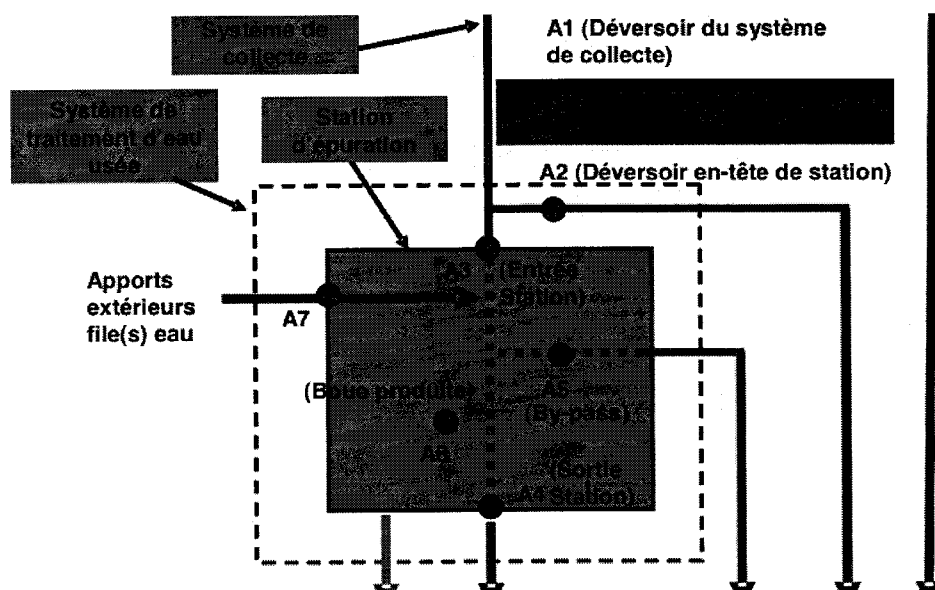 Système de
collecte
A1 (Déversoir du système
de collecte)
Système de
traitement d'eau
usée
Station
d'épuration
A2 (Déversoir en-tête de station)
A3 (Entrée
Station)
Apports
extérieurs
file(s) eau
A7
(Boue produite)
A5
(By-pass)
(Sortie
A4 Station)